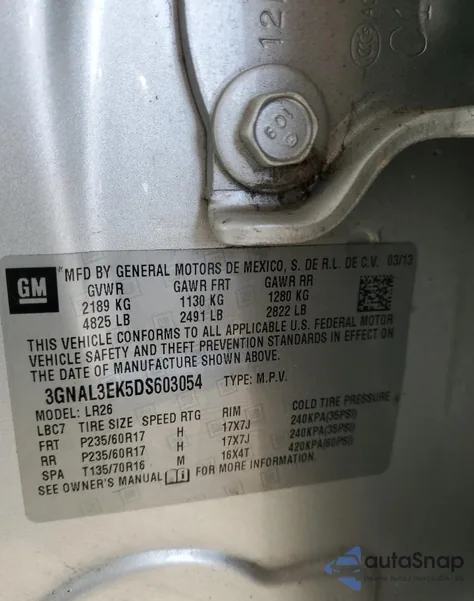 12
601
GM
MFD BY GENERAL MOTORS DE MEXICO, S. DE R.L. DE C.V. 03/13
GVWR GAWR FRT GAWR RR
2189 KG 1130 KG 1280 KG
4825 LB 2491 LB 2822 LB
THIS VEHICLE CONFORMS TO ALL APPLICABLE U.S. FEDERAL MOTOR
VEHICLE SAFETY AND THEFT PREVENTION STANDARDS IN EFFECT ON
THE DATE OF MANUFACTURE SHOWN ABOVE.
3GNAL3EK5DS603054 TYPE: M.P.V.
MODEL: LR26
LBC7 TIRE SIZE SPEED RTG RIM COLD TIRE PRESSURE
FRT P235/60R17 H 17X7J 240KPA(35PSI)
RR P235/60R17 H 17X7J 240KPA(35PSI)
SPA T135/70R16 M 16X4T 420KPA(60PSI)
SEE OWNER'S MANUAL FOR MORE INFORMATION.
autoSnap